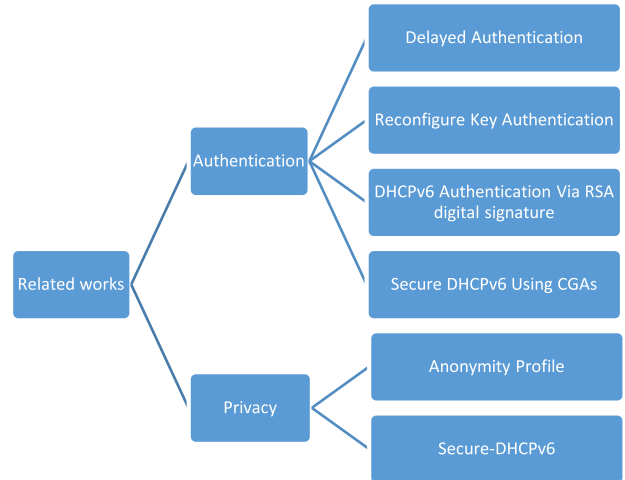 Related works
Authentication
Delayed Authentication
Reconfigure Key Authentication
DHCPv6 Authentication Via RSA
digital signature
Secure DHCPv6 Using CGAs
Privacy
Anonymity Profile
Secure-DHCPv6